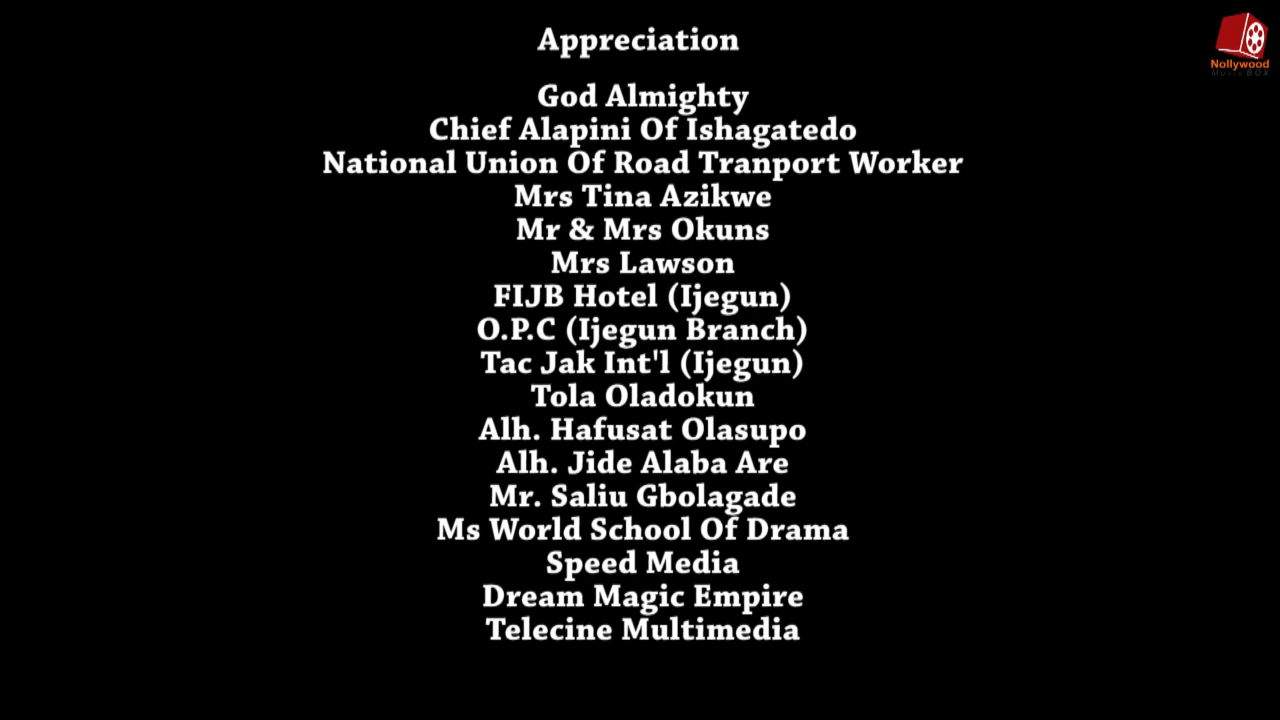 Appreciation
God Almighty
Chief Alapini Of Ishagatedo
National Union Of Road Tranport Worker
Mrs Tina Azikwe
Mr & Mrs Okuns
Mrs Lawson
FIJB Hotel (Ijegun)
O.P.C (Ijegun Branch)
Tac Jak Int'l (Ijegun)
Tola Oladokun
Alh. Hafusat Olasupo
Alh. Jide Alaba Are
Mr. Saliu Gbolagade
Ms World School Of Drama
Speed Media
Dream Magic Empire
Telecine Multimedia
Nollywood
BOX